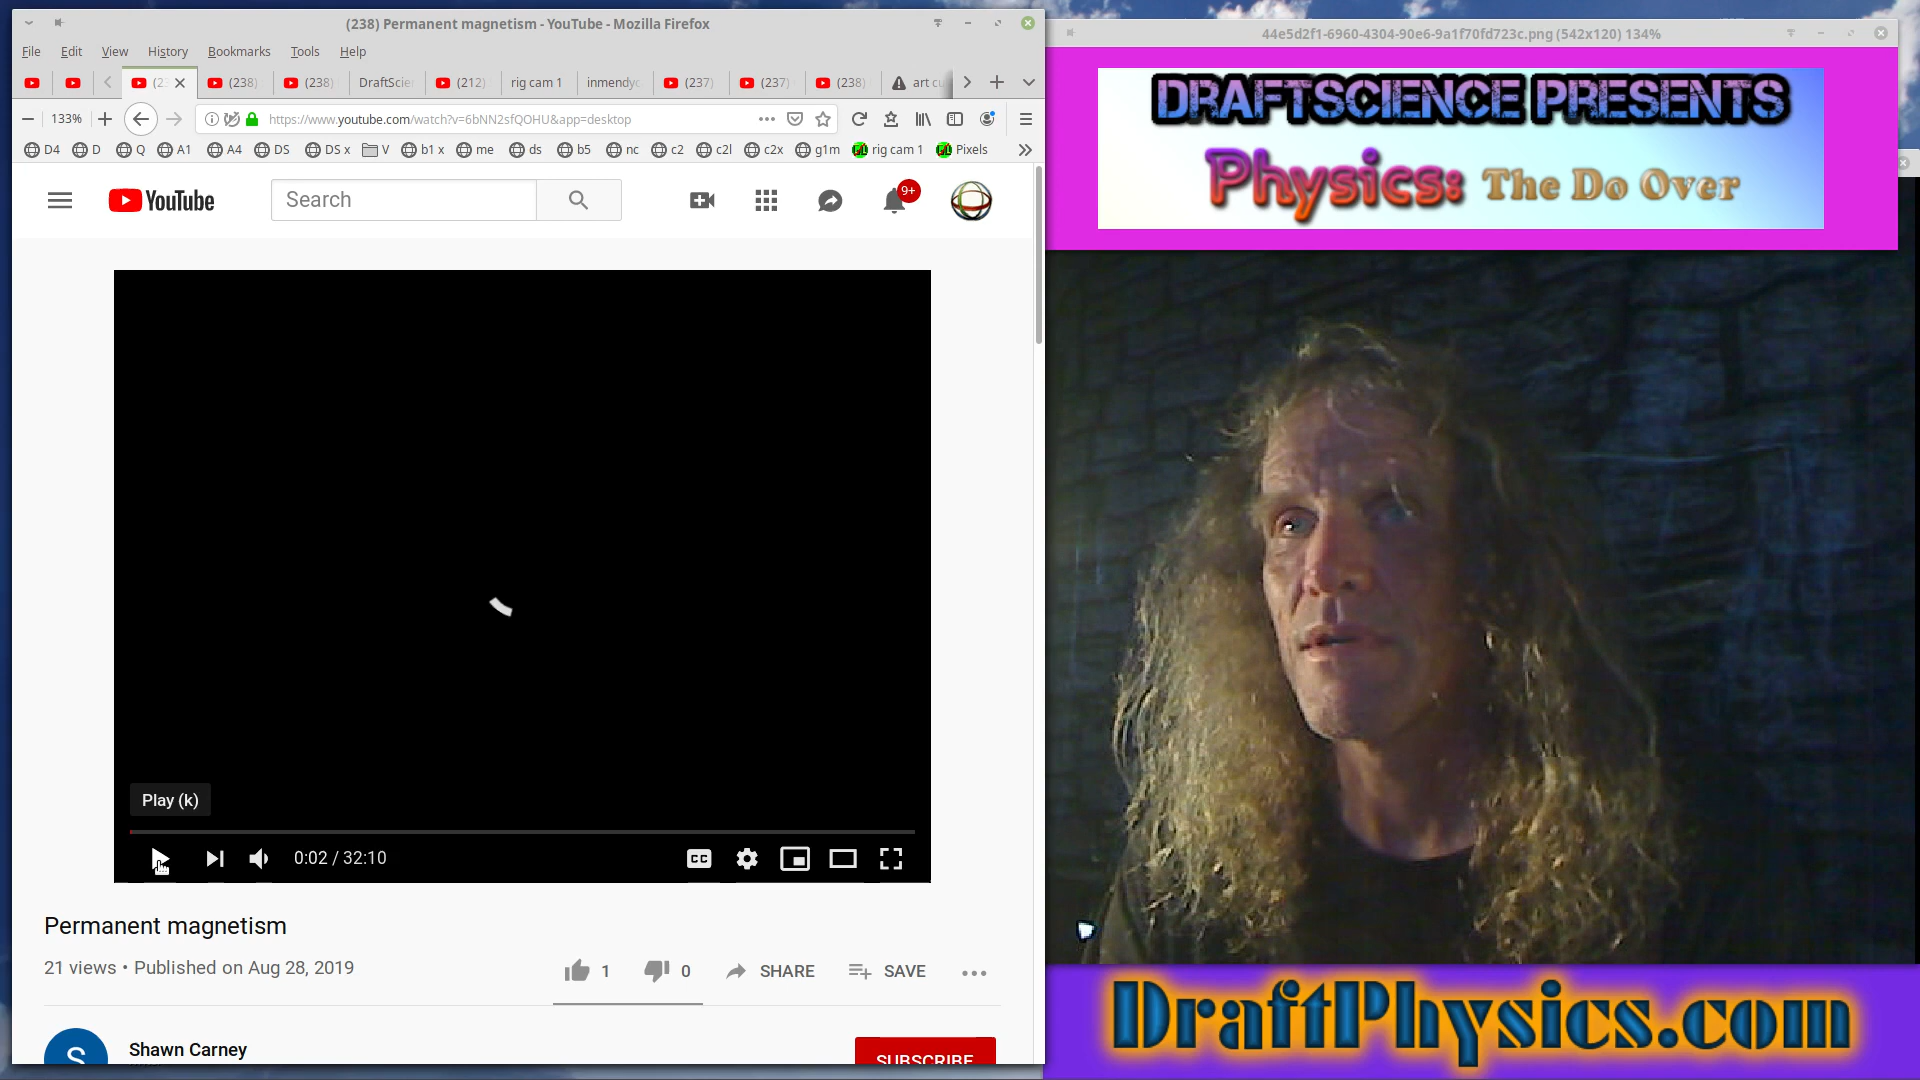 (238) Permanent magnetism - YouTube - Mozilla Firefox
File Edit View History Bookmarks Tools Help
(238) (238) DraftScie (212) rig cam 1 inmendyc (237) (237) (238) art cu
133% https://www.youtube.com/watch?v=6bNN2sfQOHU&app=desktop
D4 D Q A1 A4 DS DS x V b1 x me ds b5 nc c2 c2l c2x g1m rig cam 1 Pixels
YouTube Search 9+
Play (k)
CC
0:02 / 32:10
Permanent magnetism
21 views • Published on Aug 28, 2019
1 0 SHARE SAVE
S
Shawn Carney
SUBSCRIBE
44e5d2f1-6960-4304-90e6-9a1f70fd723c.png (542x120) 134%
DRAFTSCIENCE PRESENTS
Physics: The Do Over
DraftPhysics.com